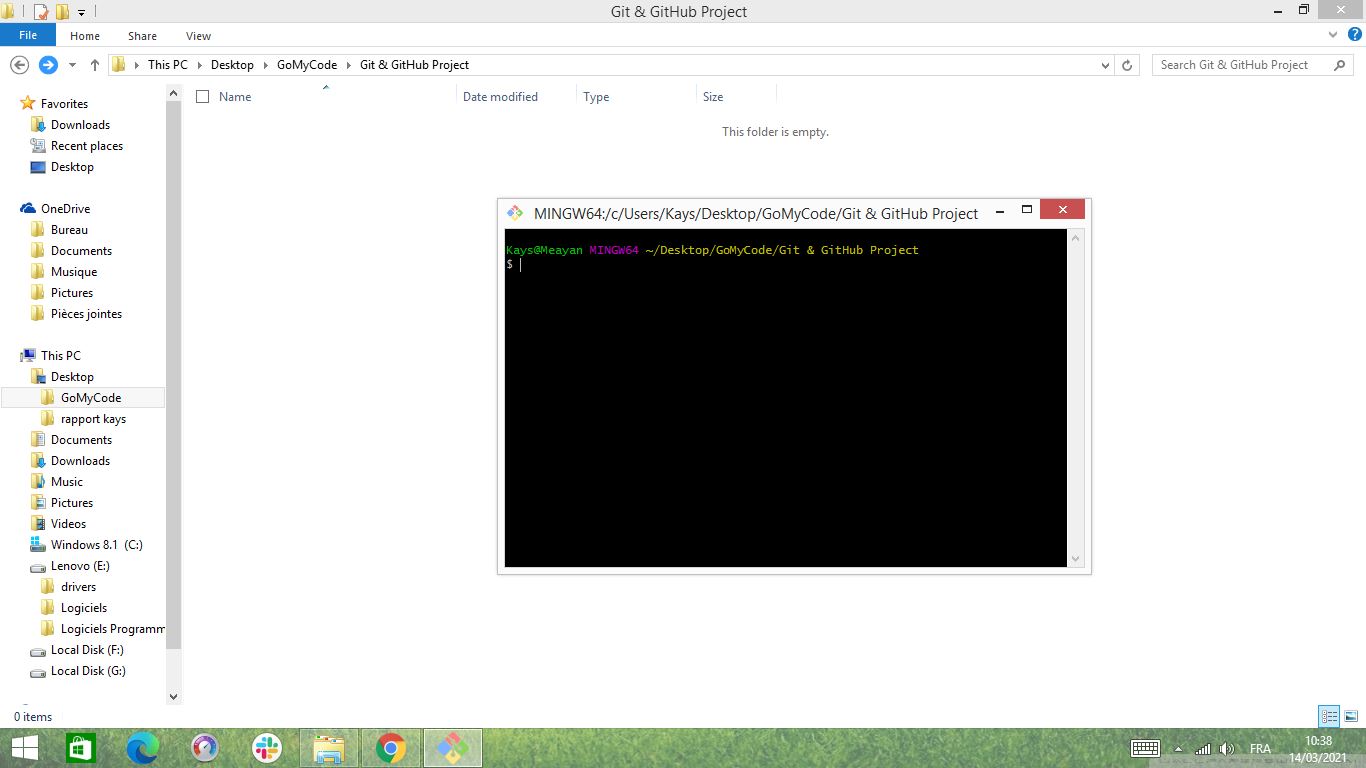 Git & GitHub Project
File Home Share View
This PC Desktop GoMyCode Git & GitHub Project
Search Git & GitHub Project
Name Date modified Type Size
This folder is empty.
Favorites
Downloads
Recent places
Desktop
OneDrive
Bureau
Documents
Musique
Pictures
Pièces jointes
This PC
Desktop
GoMyCode
rapport kays
Documents
Downloads
Music
Pictures
Videos
Windows 8.1 (C:)
Lenovo (E:)
drivers
Logiciels
Logiciels Programm
Local Disk (F:)
Local Disk (G:)
0 items
MINGW64:/c/Users/Kays/Desktop/GoMyCode/Git & GitHub Project
Kays@Meayan MINGW64 ~/Desktop/GoMyCode/Git & GitHub Project
$
FRA
10:38
14/03/2021